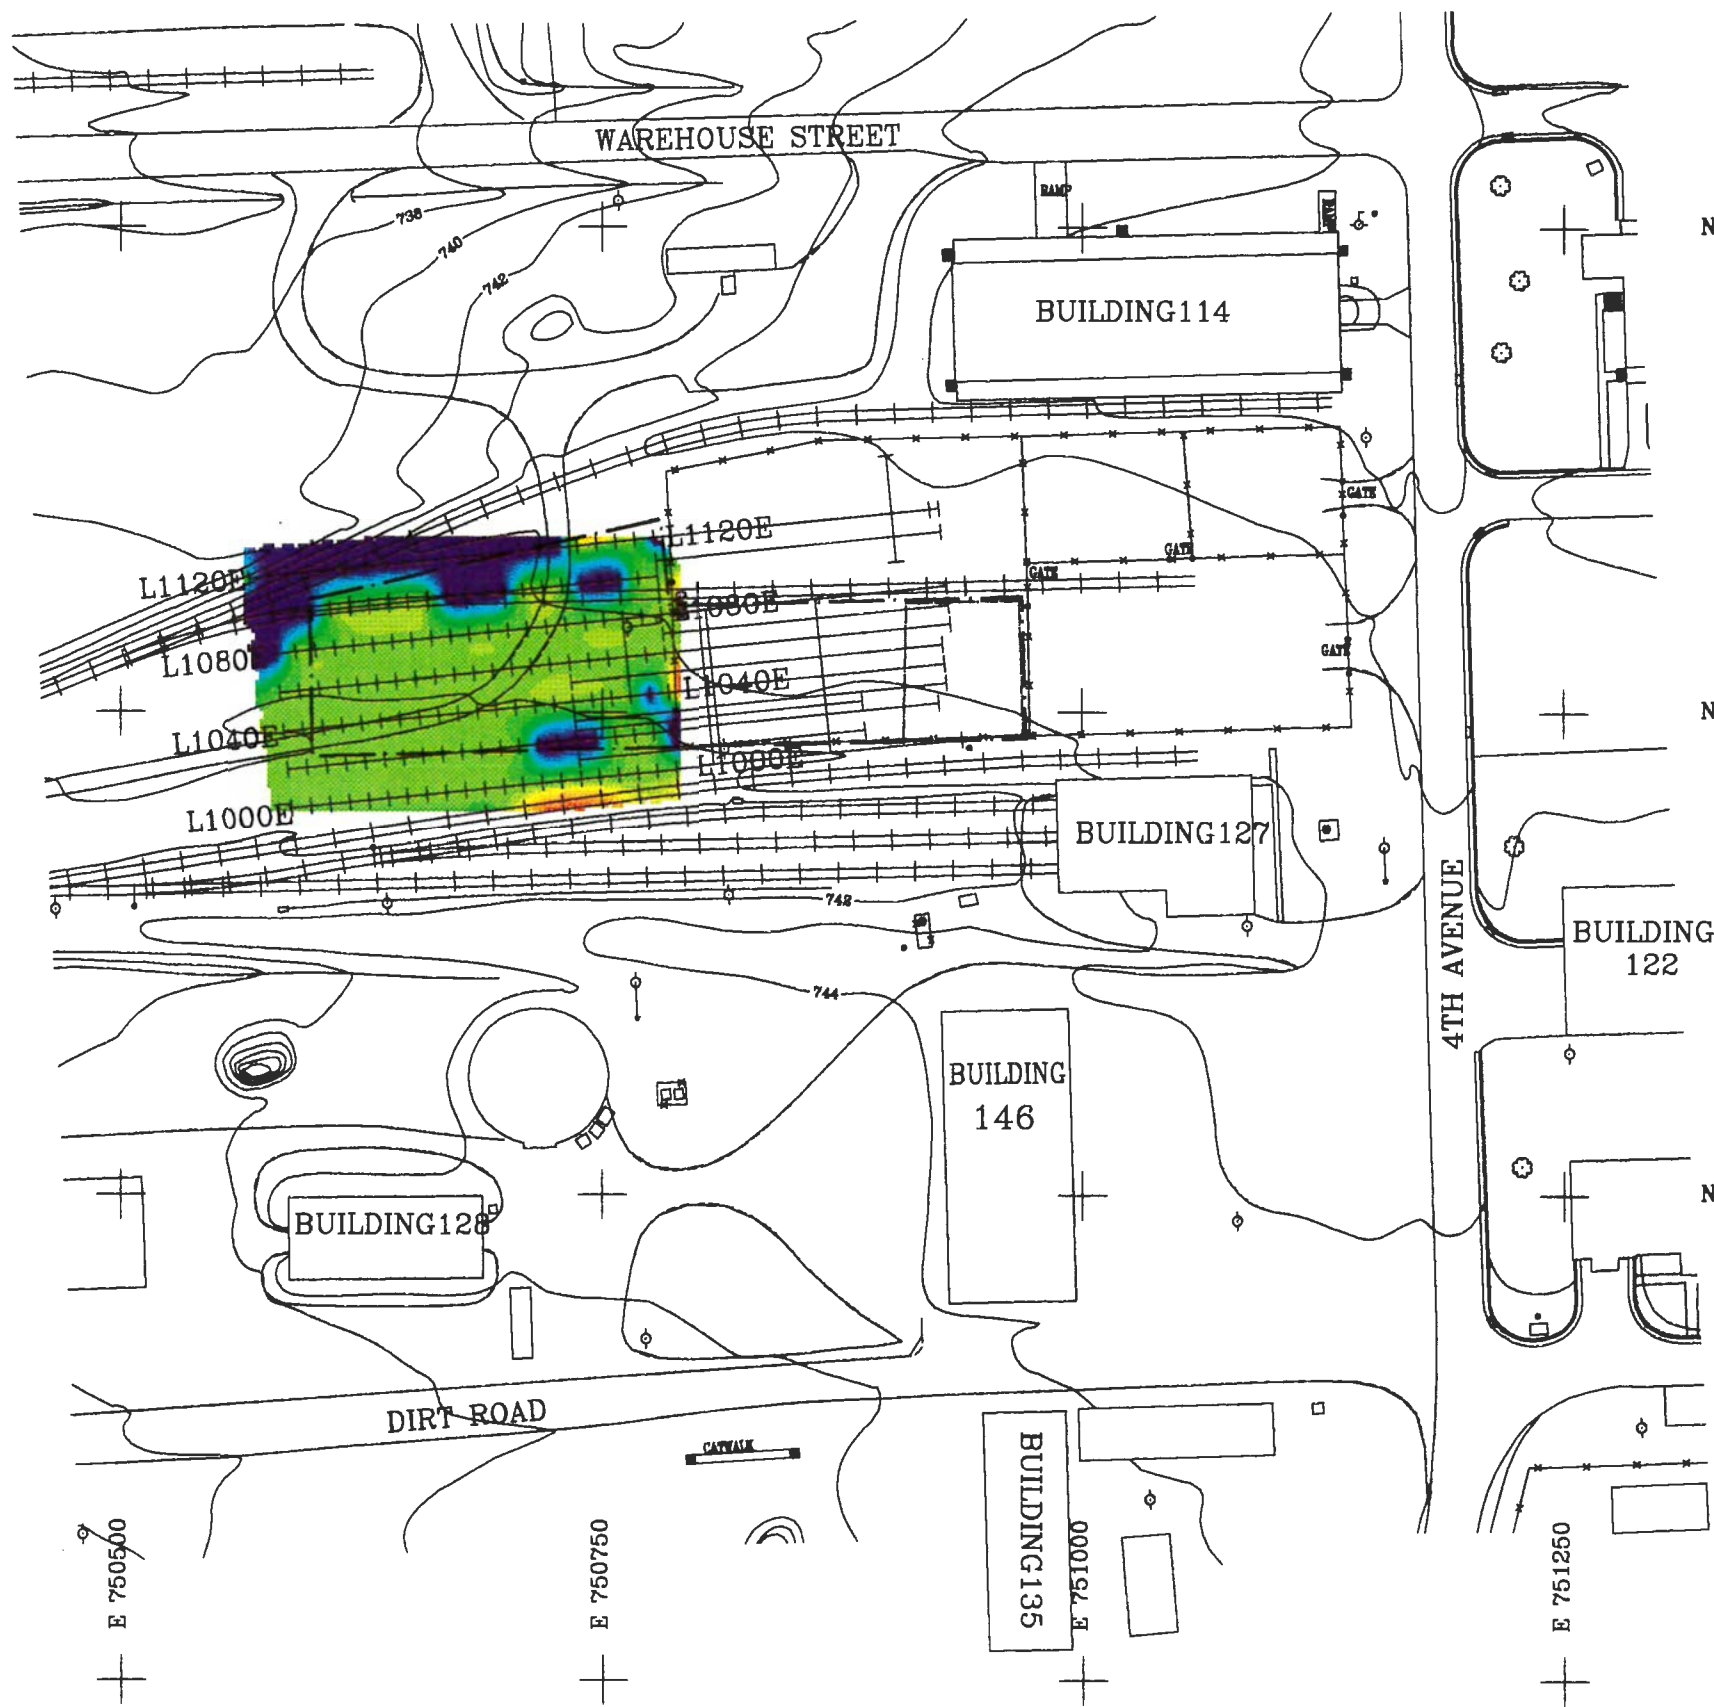 WAREHOUSE STREET
RAMP
N
738
740
742
BUILDING114
GATE
L1120E
GATE
GATE
L1120E
L1080E
GATE
L1080
L1040E
L1040E
N
L1000E
L1000E
BUILDING127
742
4TH AVENUE
BUILDING
122
744
BUILDING
146
N
BUILDING128
DIRT ROAD
CATWALK
BUILDING135
E 750500
E 750750
E 751000
E 751250